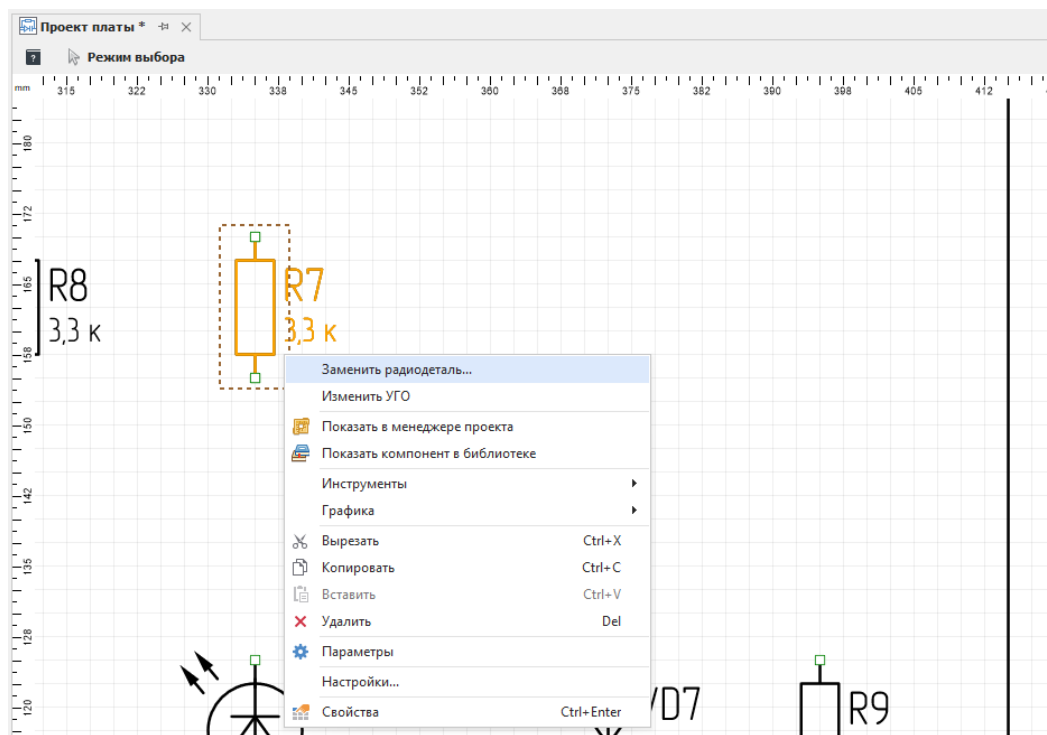 Проект платы *
? Режим выбора
mm 315 322 330 338 345 352 360 368 375 382 390 398 405 412
180
172
165
158
150
142
135
128
120
R8
3,3 к
R7
3,3 к
Заменить радиодеталь...
Изменить УГО
Показать в менеджере проекта
Показать компонент в библиотеке
Инструменты
Графика
Вырезать Ctrl+X
Копировать Ctrl+C
Вставить Ctrl+V
Удалить Del
Параметры
Настройки...
Свойства Ctrl+Enter
D7
R9